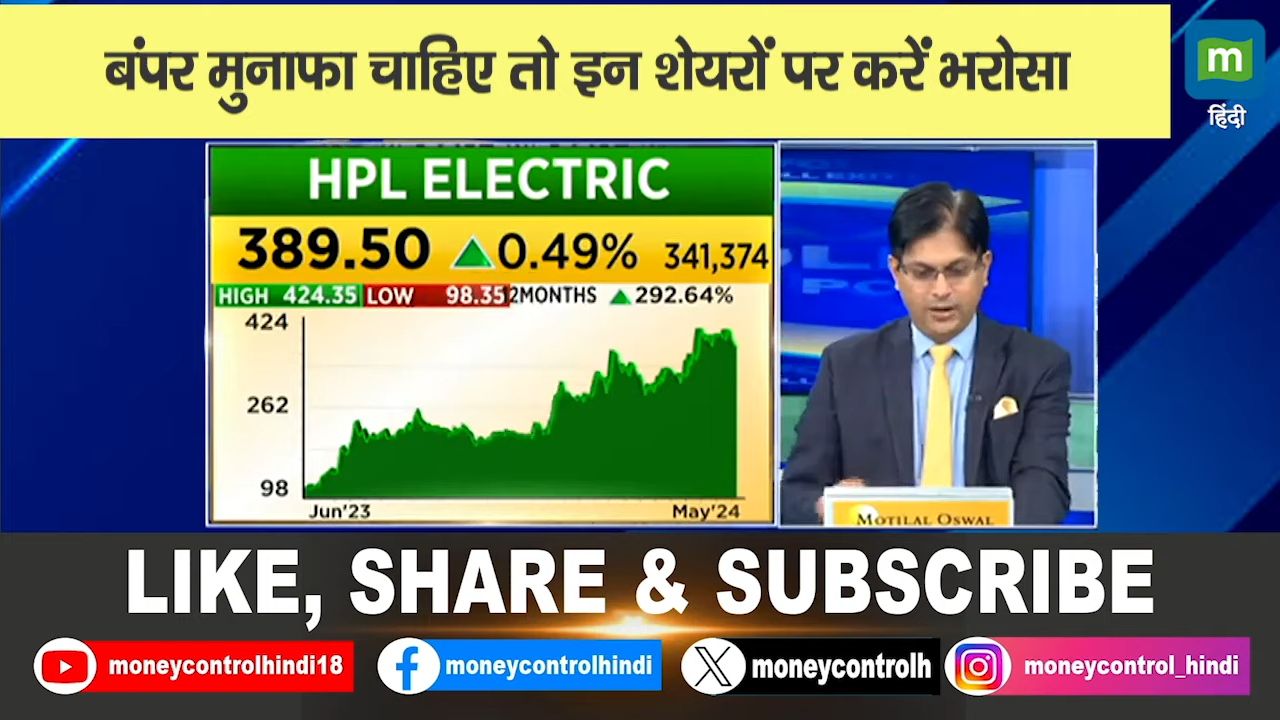 बंपर मुनाफा चाहिए तो इन शेयरों पर करें भरोसा
m
हिंदी
HPL ELECTRIC
389.50 ▲0.49% 341,374
HIGH 424.35 LOW 98.35 2MONTHS ▲292.64%
424
262
98
Jun'23 May'24
MOTILAL OSWAL
LIKE, SHARE & SUBSCRIBE
moneycontrolhindi18 moneycontrolhindi moneycontrolh moneycontrol_hindi